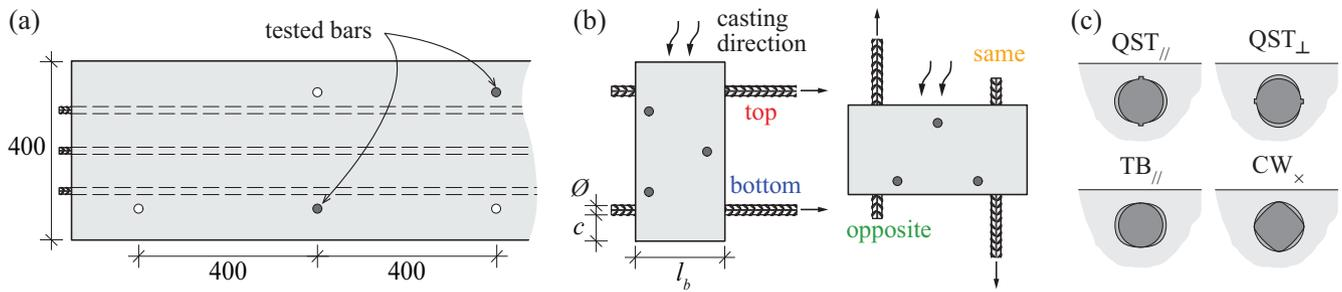 (a)
tested bars
400
400
400
(b)
casting
direction
top
bottom
Ø
c
l_b
same
opposite
(c)
QST_//
QST_⊥
TB_//
CW_×